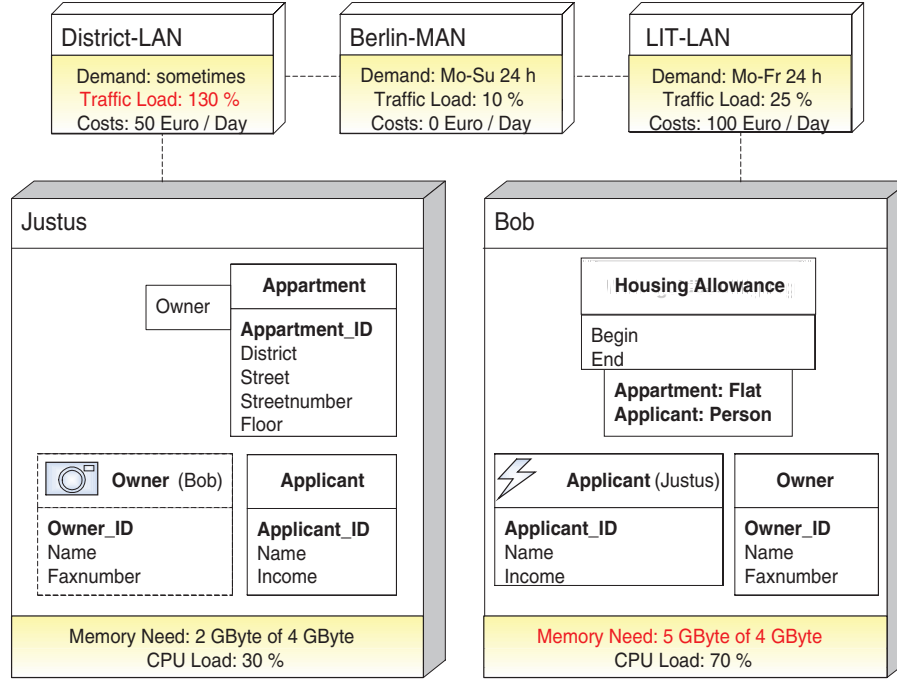 District-LAN
Demand: sometimes
Traffic Load: 130 %
Costs: 50 Euro / Day
Berlin-MAN
Demand: Mo-Su 24 h
Traffic Load: 10 %
Costs: 0 Euro / Day
LIT-LAN
Demand: Mo-Fr 24 h
Traffic Load: 25 %
Costs: 100 Euro / Day
Justus
Owner
Appartment
Appartment_ID
District
Street
Streetnumber
Floor
Owner (Bob)
Owner_ID
Name
Faxnumber
Applicant
Applicant_ID
Name
Income
Memory Need: 2 GByte of 4 GByte
CPU Load: 30 %
Bob
Housing Allowance
Begin
End
Appartment: Flat
Applicant: Person
Applicant (Justus)
Applicant_ID
Name
Income
Owner
Owner_ID
Name
Faxnumber
Memory Need: 5 GByte of 4 GByte
CPU Load: 70 %